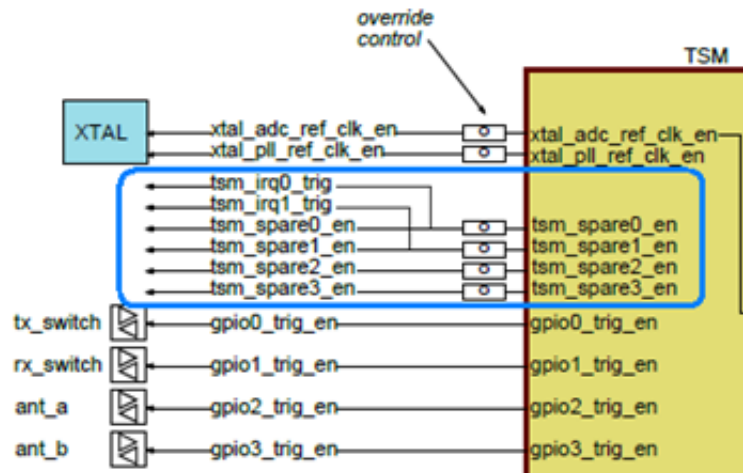 override
control
TSM
XTAL
xtal_adc_ref_clk_en
xtal_adc_ref_clk_en
xtal_pll_ref_clk_en
xtal_pll_ref_clk_en
tsm_irq0_trig
tsm_irq1_trig
tsm_spare0_en
tsm_spare0_en
tsm_spare1_en
tsm_spare1_en
tsm_spare2_en
tsm_spare2_en
tsm_spare3_en
tsm_spare3_en
tx_switch
gpio0_trig_en
gpio0_trig_en
rx_switch
gpio1_trig_en
gpio1_trig_en
ant_a
gpio2_trig_en
gpio2_trig_en
ant_b
gpio3_trig_en
gpio3_trig_en